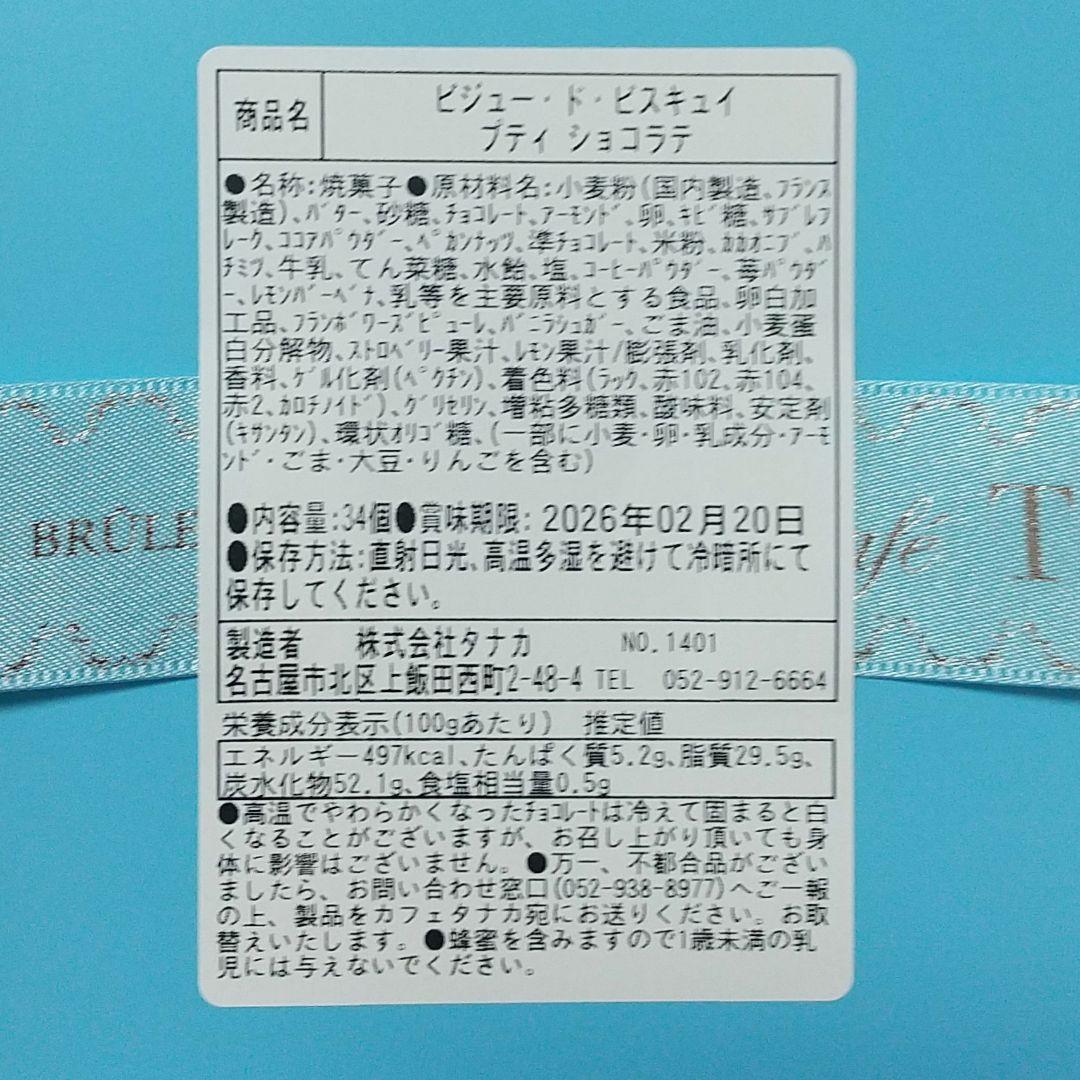 商品名
ビジュー・ド・ビスキュイ
プティ ショコラテ
●名称:焼菓子●原材料名:小麦粉(国内製造、フランス
製造)、バター、砂糖、チョコレート、アーモンド、卵、キビ糖、サブレフ
レーク、ココアパウダー、ペカンナッツ、準チョコレート、米粉、カカオニブ、ハ
チミツ、牛乳、てん菜糖、水飴、塩、コーヒーパウダー、苺パウダ
ー、レモンバーベナ、乳等を主要原料とする食品、卵白加
工品、フランボワーズピューレ、バニラシュガー、ごま油、小麦蛋
白分解物、ストロベリー果汁、レモン果汁/膨張剤、乳化剤、
香料、ゲル化剤(ペクチン)、着色料(ラック、赤102、赤104、
赤2、カロチノイド)、グリセリン、増粘多糖類、酸味料、安定剤
(キサンタン)、環状オリゴ糖、(一部に小麦・卵・乳成分・アーモ
ンド・ごま・大豆・りんごを含む)
●内容量:34個●賞味期限: 2026年02月20日
●保存方法:直射日光、高温多湿を避けて冷暗所にて
保存してください。
製造者 株式会社タナカ NO.1401
名古屋市北区上飯田西町2-48-4 TEL 052-912-6664
栄養成分表示(100gあたり) 推定値
エネルギー497kcal、たんぱく質5.2g、脂質29.5g、
炭水化物52.1g、食塩相当量0.5g
●高温でやわらかくなったチョコレートは冷えて固まると白
くなることがございますが、お召し上がり頂いても身
体に影響はございません。●万一、不都合品がござい
ましたら、お問い合わせ窓口(052-938-8977)へご一報
の上、製品をカフェタナカ宛にお送りください。お取
替えいたします。●蜂蜜を含みますので1歳未満の乳
児には与えないでください。
BRÛLE
afé T